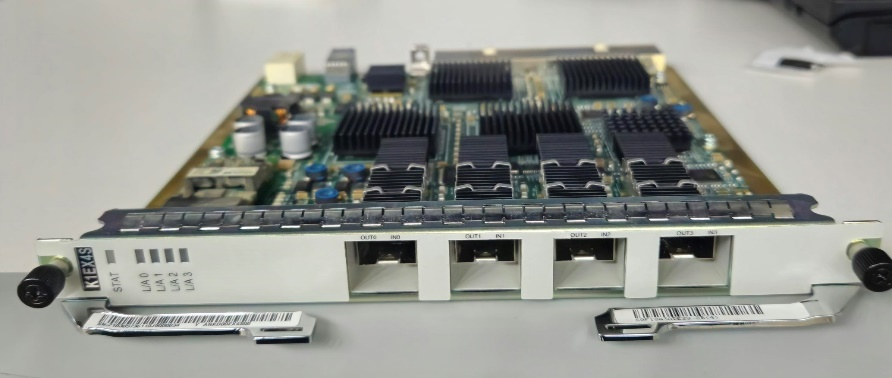 K1EX4S
STAT
L/A 0
L/A 1
L/A 2
L/A 3
OUT0 IN0
OUT1 IN1
OUT2 IN2
OUT3 IN3